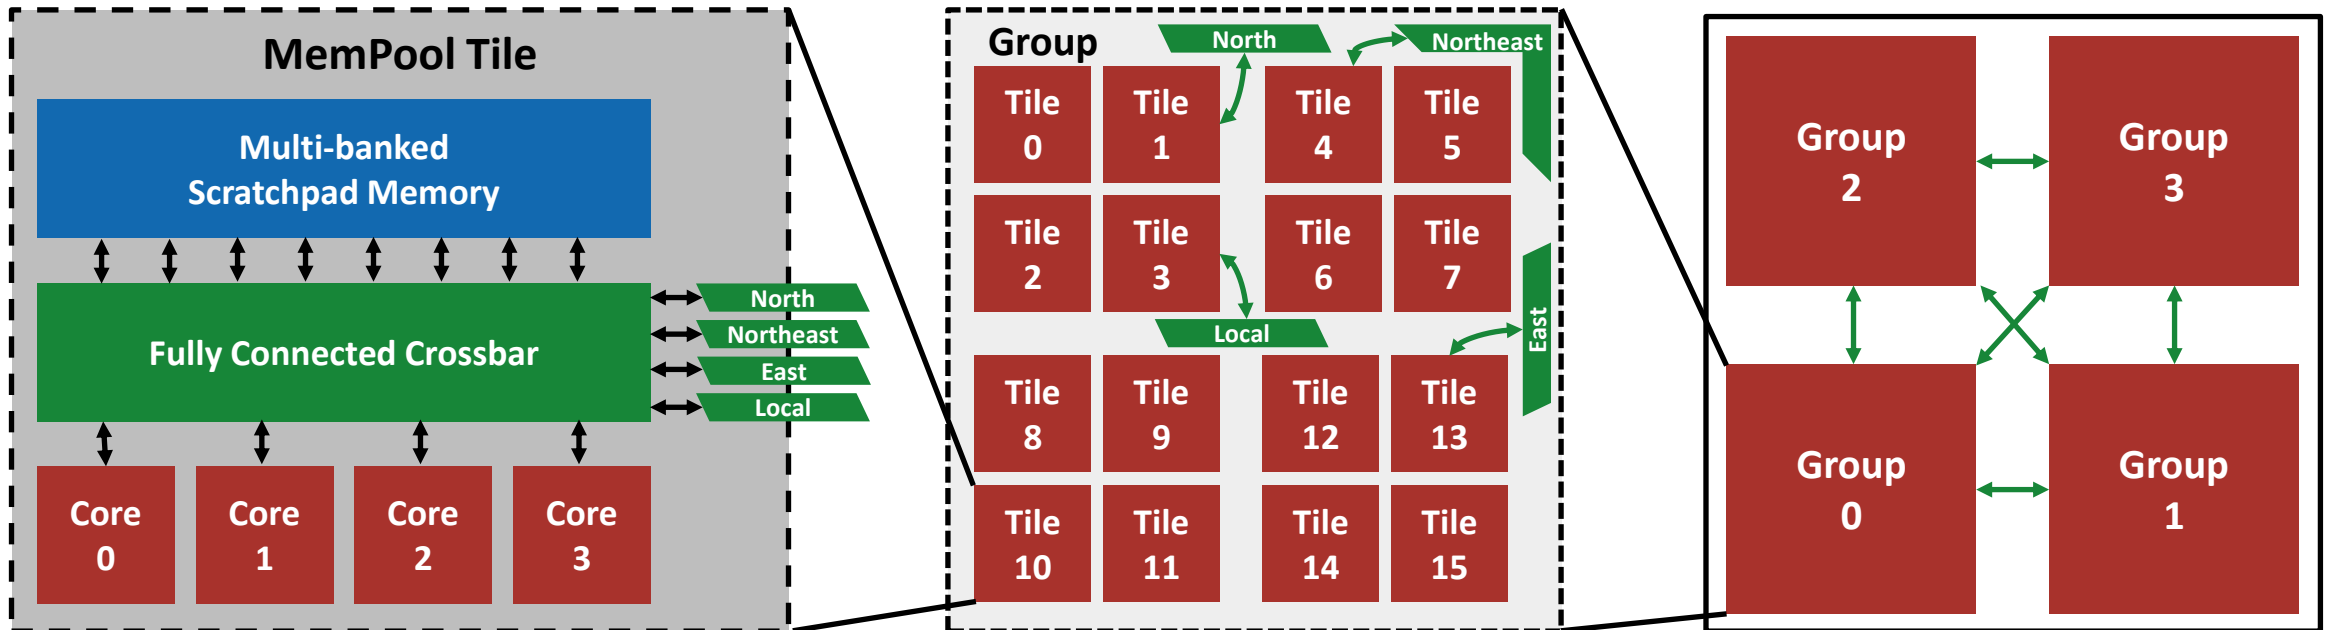 MemPool Tile
Multi-banked
Scratchpad Memory
Fully Connected Crossbar
North
Northeast
East
Local
Core
0
Core
1
Core
2
Core
3
Group
North
Northeast
Tile
0
Tile
1
Tile
4
Tile
5
Tile
2
Tile
3
Tile
6
Tile
7
Local
East
Tile
8
Tile
9
Tile
12
Tile
13
Tile
10
Tile
11
Tile
14
Tile
15
Group
2
Group
3
Group
0
Group
1